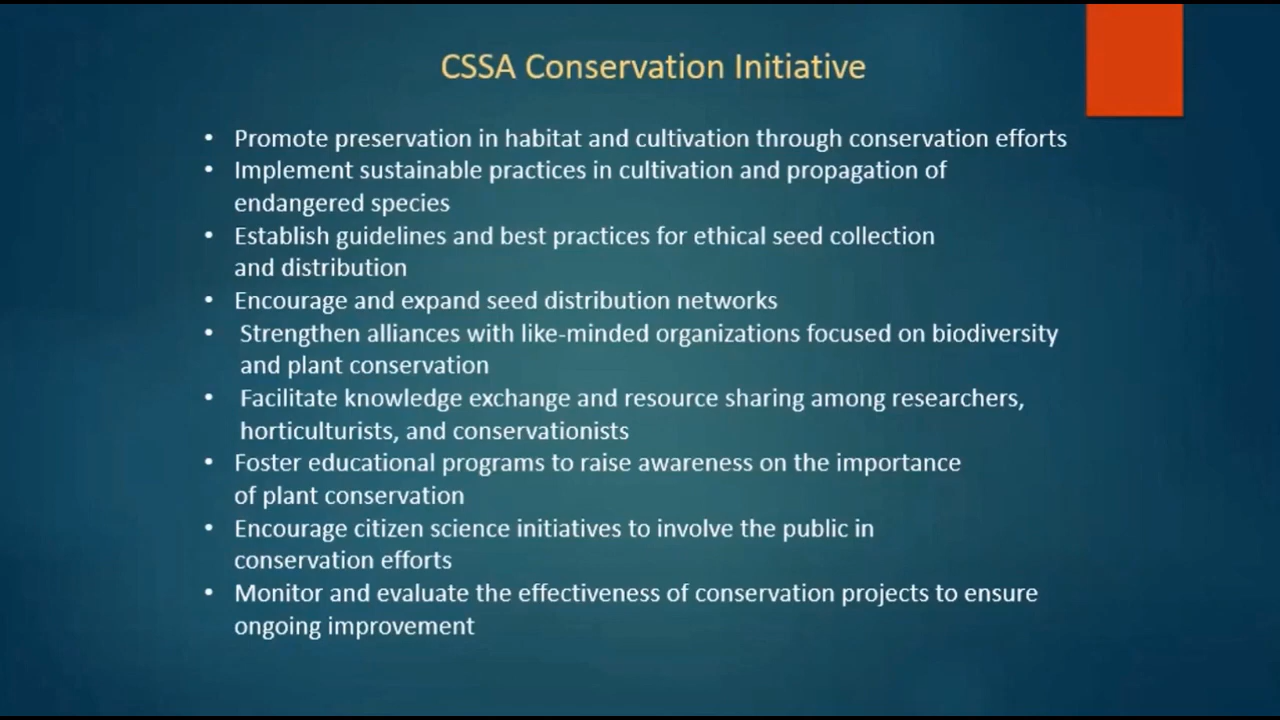 CSSA Conservation Initiative
• Promote preservation in habitat and cultivation through conservation efforts
• Implement sustainable practices in cultivation and propagation of
endangered species
• Establish guidelines and best practices for ethical seed collection
and distribution
• Encourage and expand seed distribution networks
• Strengthen alliances with like-minded organizations focused on biodiversity
and plant conservation
• Facilitate knowledge exchange and resource sharing among researchers,
horticulturists, and conservationists
• Foster educational programs to raise awareness on the importance
of plant conservation
• Encourage citizen science initiatives to involve the public in
conservation efforts
• Monitor and evaluate the effectiveness of conservation projects to ensure
ongoing improvement